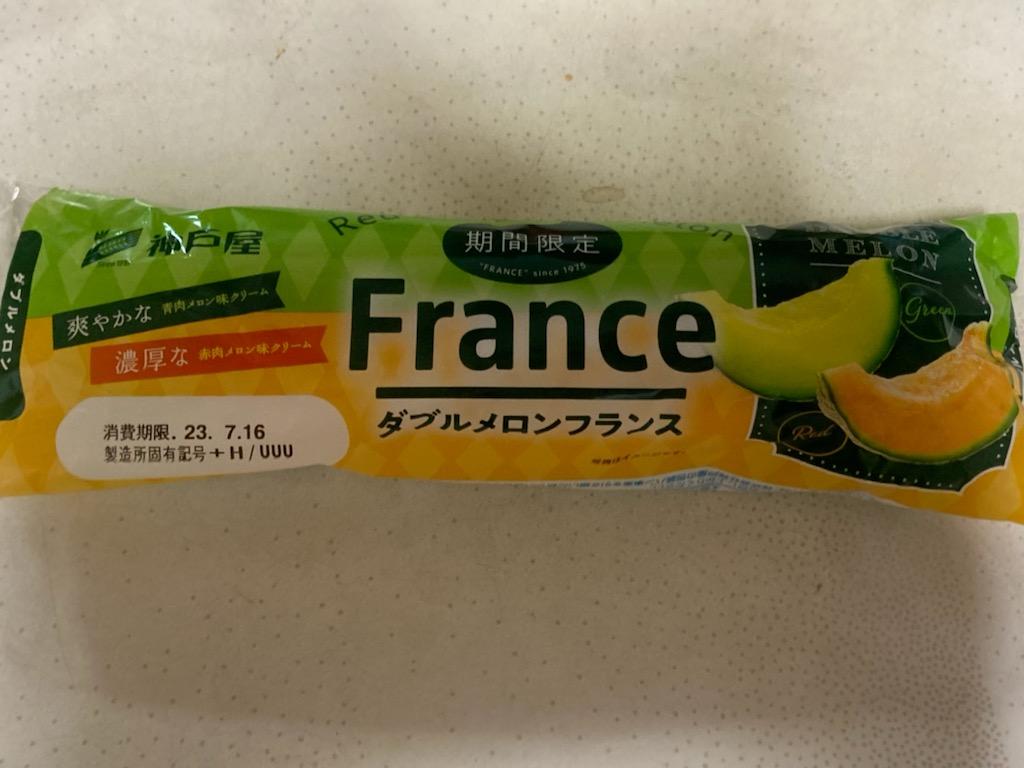 神戸屋
Red
期間限定
"FRANCE" since 1975
MELON
Green
爽やかな 青肉メロン味クリーム
France
濃厚な 赤肉メロン味クリーム
ダブルメロン
ダブルメロンフランス
Red
消費期限. 23. 7.16
製造所固有記号+H/UUU